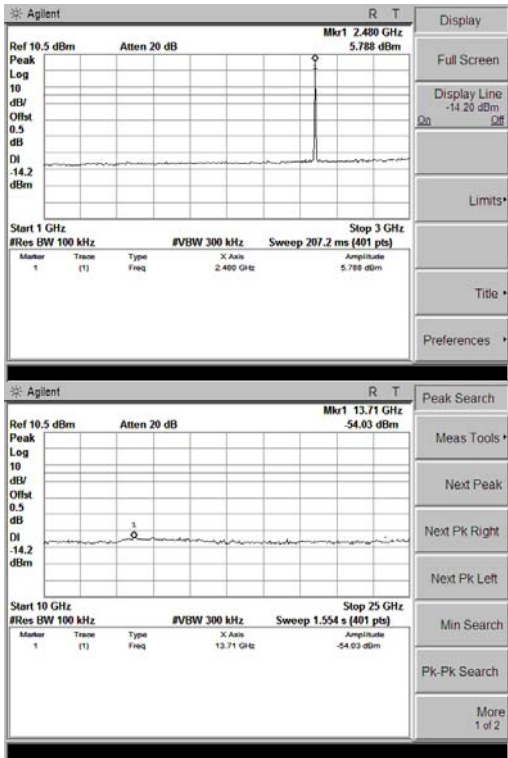 Agilent R T
Display
Mkr1 2.480 GHz
Ref 10.5 dBm Atten 20 dB 5.788 dBm
Peak
Log
10
dB/
Offst
0.5
dB
DI
-14.2
dBm
Start 1 GHz Stop 3 GHz
#Res BW 100 kHz #VBW 300 kHz Sweep 207.2 ms (401 pts)
Marker Trace Type X Axis Amplitude
1 (1) Freq 2.480 GHz 5.788 dBm
Full Screen
Display Line
-14.20 dBm
On Off
Limits
Title
Preferences
Agilent R T
Peak Search
Mkr1 13.71 GHz
Ref 10.5 dBm Atten 20 dB -54.03 dBm
Peak
Log
10
dB/
Offst
0.5
dB
DI
-14.2
dBm
1
Start 10 GHz Stop 25 GHz
#Res BW 100 kHz #VBW 300 kHz Sweep 1.554 s (401 pts)
Marker Trace Type X Axis Amplitude
1 (1) Freq 13.71 GHz -54.03 dBm
Meas Tools
Next Peak
Next Pk Right
Next Pk Left
Min Search
Pk-Pk Search
More
1 of 2